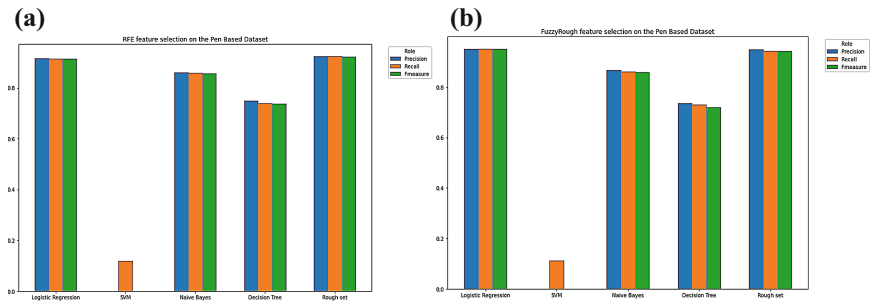 (a)
RFE feature selection on the Pen Based Dataset
Role
Precision
Recall
Fmeasure
0.8
0.6
0.4
0.2
0.0
Logistic Regression SVM Naive Bayes Decision Tree Rough set
(b)
FuzzyRough feature selection on the Pen Based Dataset
Role
Precision
Recall
Fmeasure
0.8
0.6
0.4
0.2
0.0
Logistic Regression SVM Naive Bayes Decision Tree Rough set